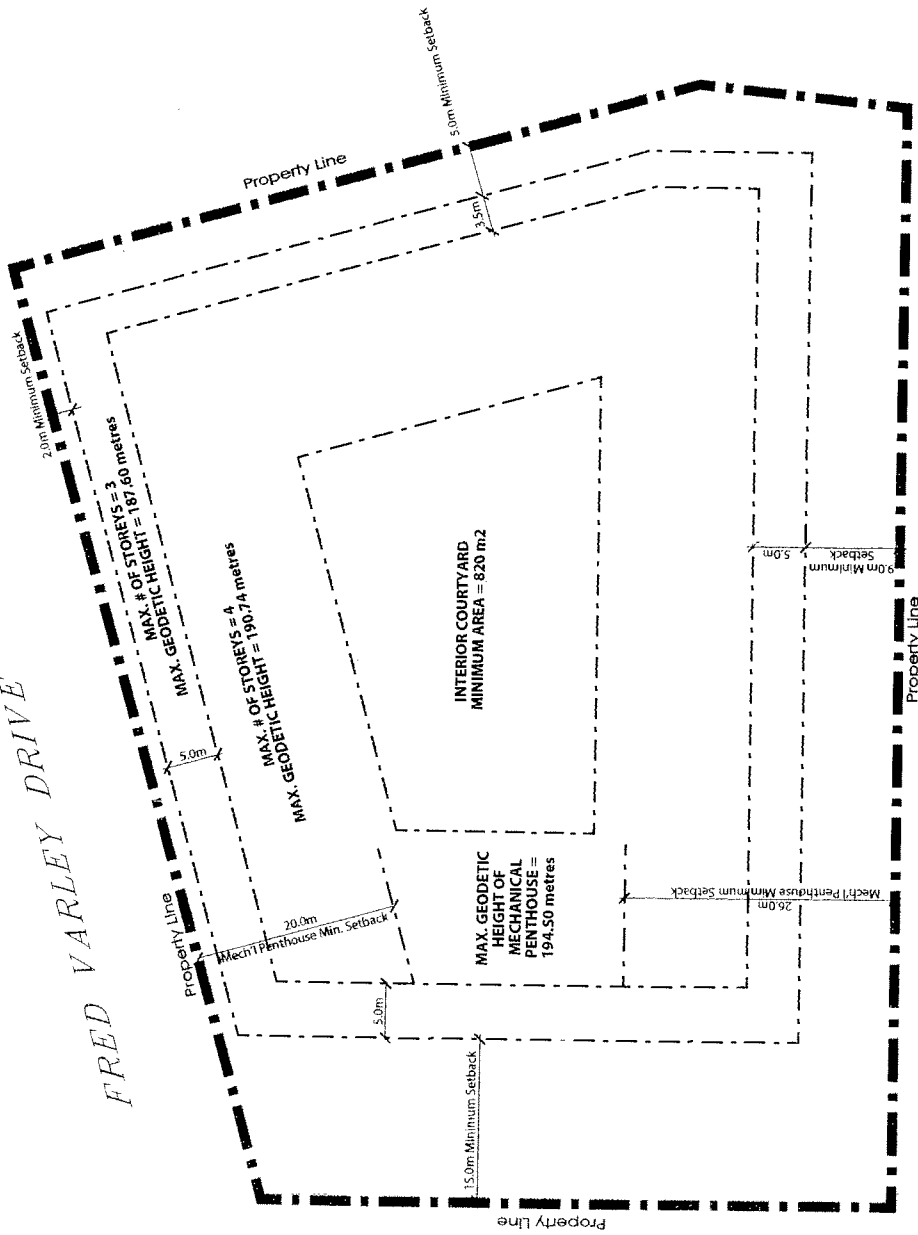 FRED VARLEY DRIVE
5.0m Minimum Setback
Property Line
3.5m
2.0m Minimum Setback
MAX. # OF STOREYS = 3
MAX. GEODETIC HEIGHT = 187.60 metres
5.0m
MAX. # OF STOREYS = 4
MAX. GEODETIC HEIGHT = 190.74 metres
Property Line
20.0m
Mech'l Penthouse Min. Setback
INTERIOR COURTYARD
MINIMUM AREA = 820 m2
MAX. GEODETIC
HEIGHT OF
MECHANICAL
PENTHOUSE =
194.50 metres
5.0m
15.0m Minimum Setback
Property Line
26.0m
Mech'l Penthouse Minimum Setback
5.0m
9.0m Minimum
Setback
Property Line